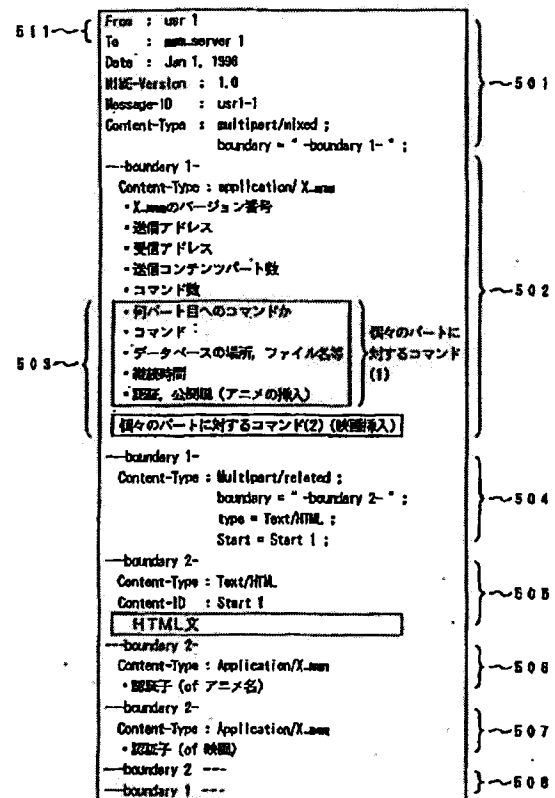 511
From : usr 1
To : mmm_server 1
Date : Jan 1, 1998
MIME-Version : 1.0
Message-ID : usr1-1
Content-Type : multipart/mixed ;
boundary = " -boundary 1- " ;
501
---boundary 1-
Content-Type : application/X_mmm
・X_mmmのバージョン番号
・送信アドレス
・受信アドレス
・送信コンテンツパート数
・コマンド数
502
503
・何パート目へのコマンドか
・コマンド
・データベースの場所, ファイル名等
・継続時間
・認証, 公開鍵 (アニメの挿入)
個々のパートに
対するコマンド
(1)
個々のパートに対するコマンド(2) (映画挿入)
---boundary 1-
Content-Type : Multipart/related ;
boundary = " -boundary 2- " ;
type = Text/HTML ;
Start = Start 1 ;
504
---boundary 2-
Content-Type : Text/HTML
Content-ID : Start 1
HTML文
505
---boundary 2-
Content-Type : Application/X_mmm
・認証子 (of アニメ名)
506
---boundary 2-
Content-Type : Application/X_mmm
・認証子 (of 映画)
507
---boundary 2 ---
---boundary 1 ---
508